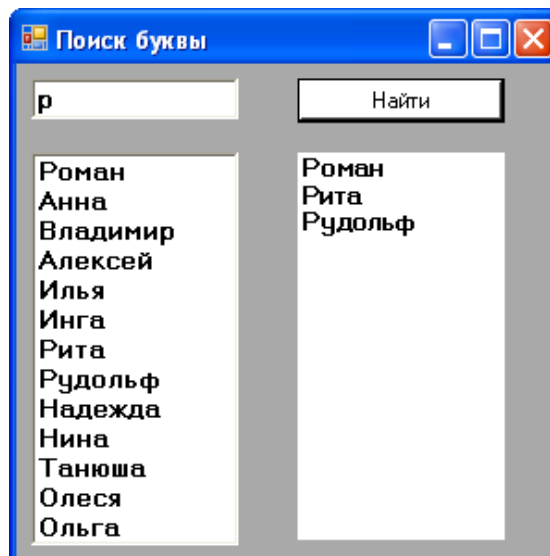 Поиск буквы
р
Найти
Роман
Анна
Владимир
Алексей
Илья
Инга
Рита
Рудольф
Надежда
Нина
Танюша
Олеся
Ольга
Роман
Рита
Рудольф